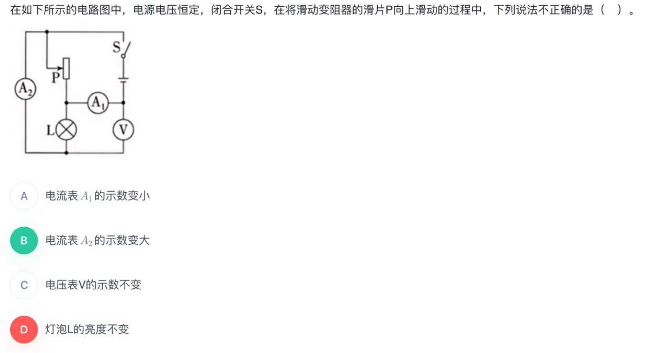 在如下所示的电路图中，电源电压恒定，闭合开关S，在将滑动变阻器的滑片P向上滑动的过程中，下列说法不正确的是（ ）。
S
P
A₂
A₁
L
V
A 电流表 A₁ 的示数变小
B 电流表 A₂ 的示数变大
C 电压表V的示数不变
D 灯泡L的亮度不变